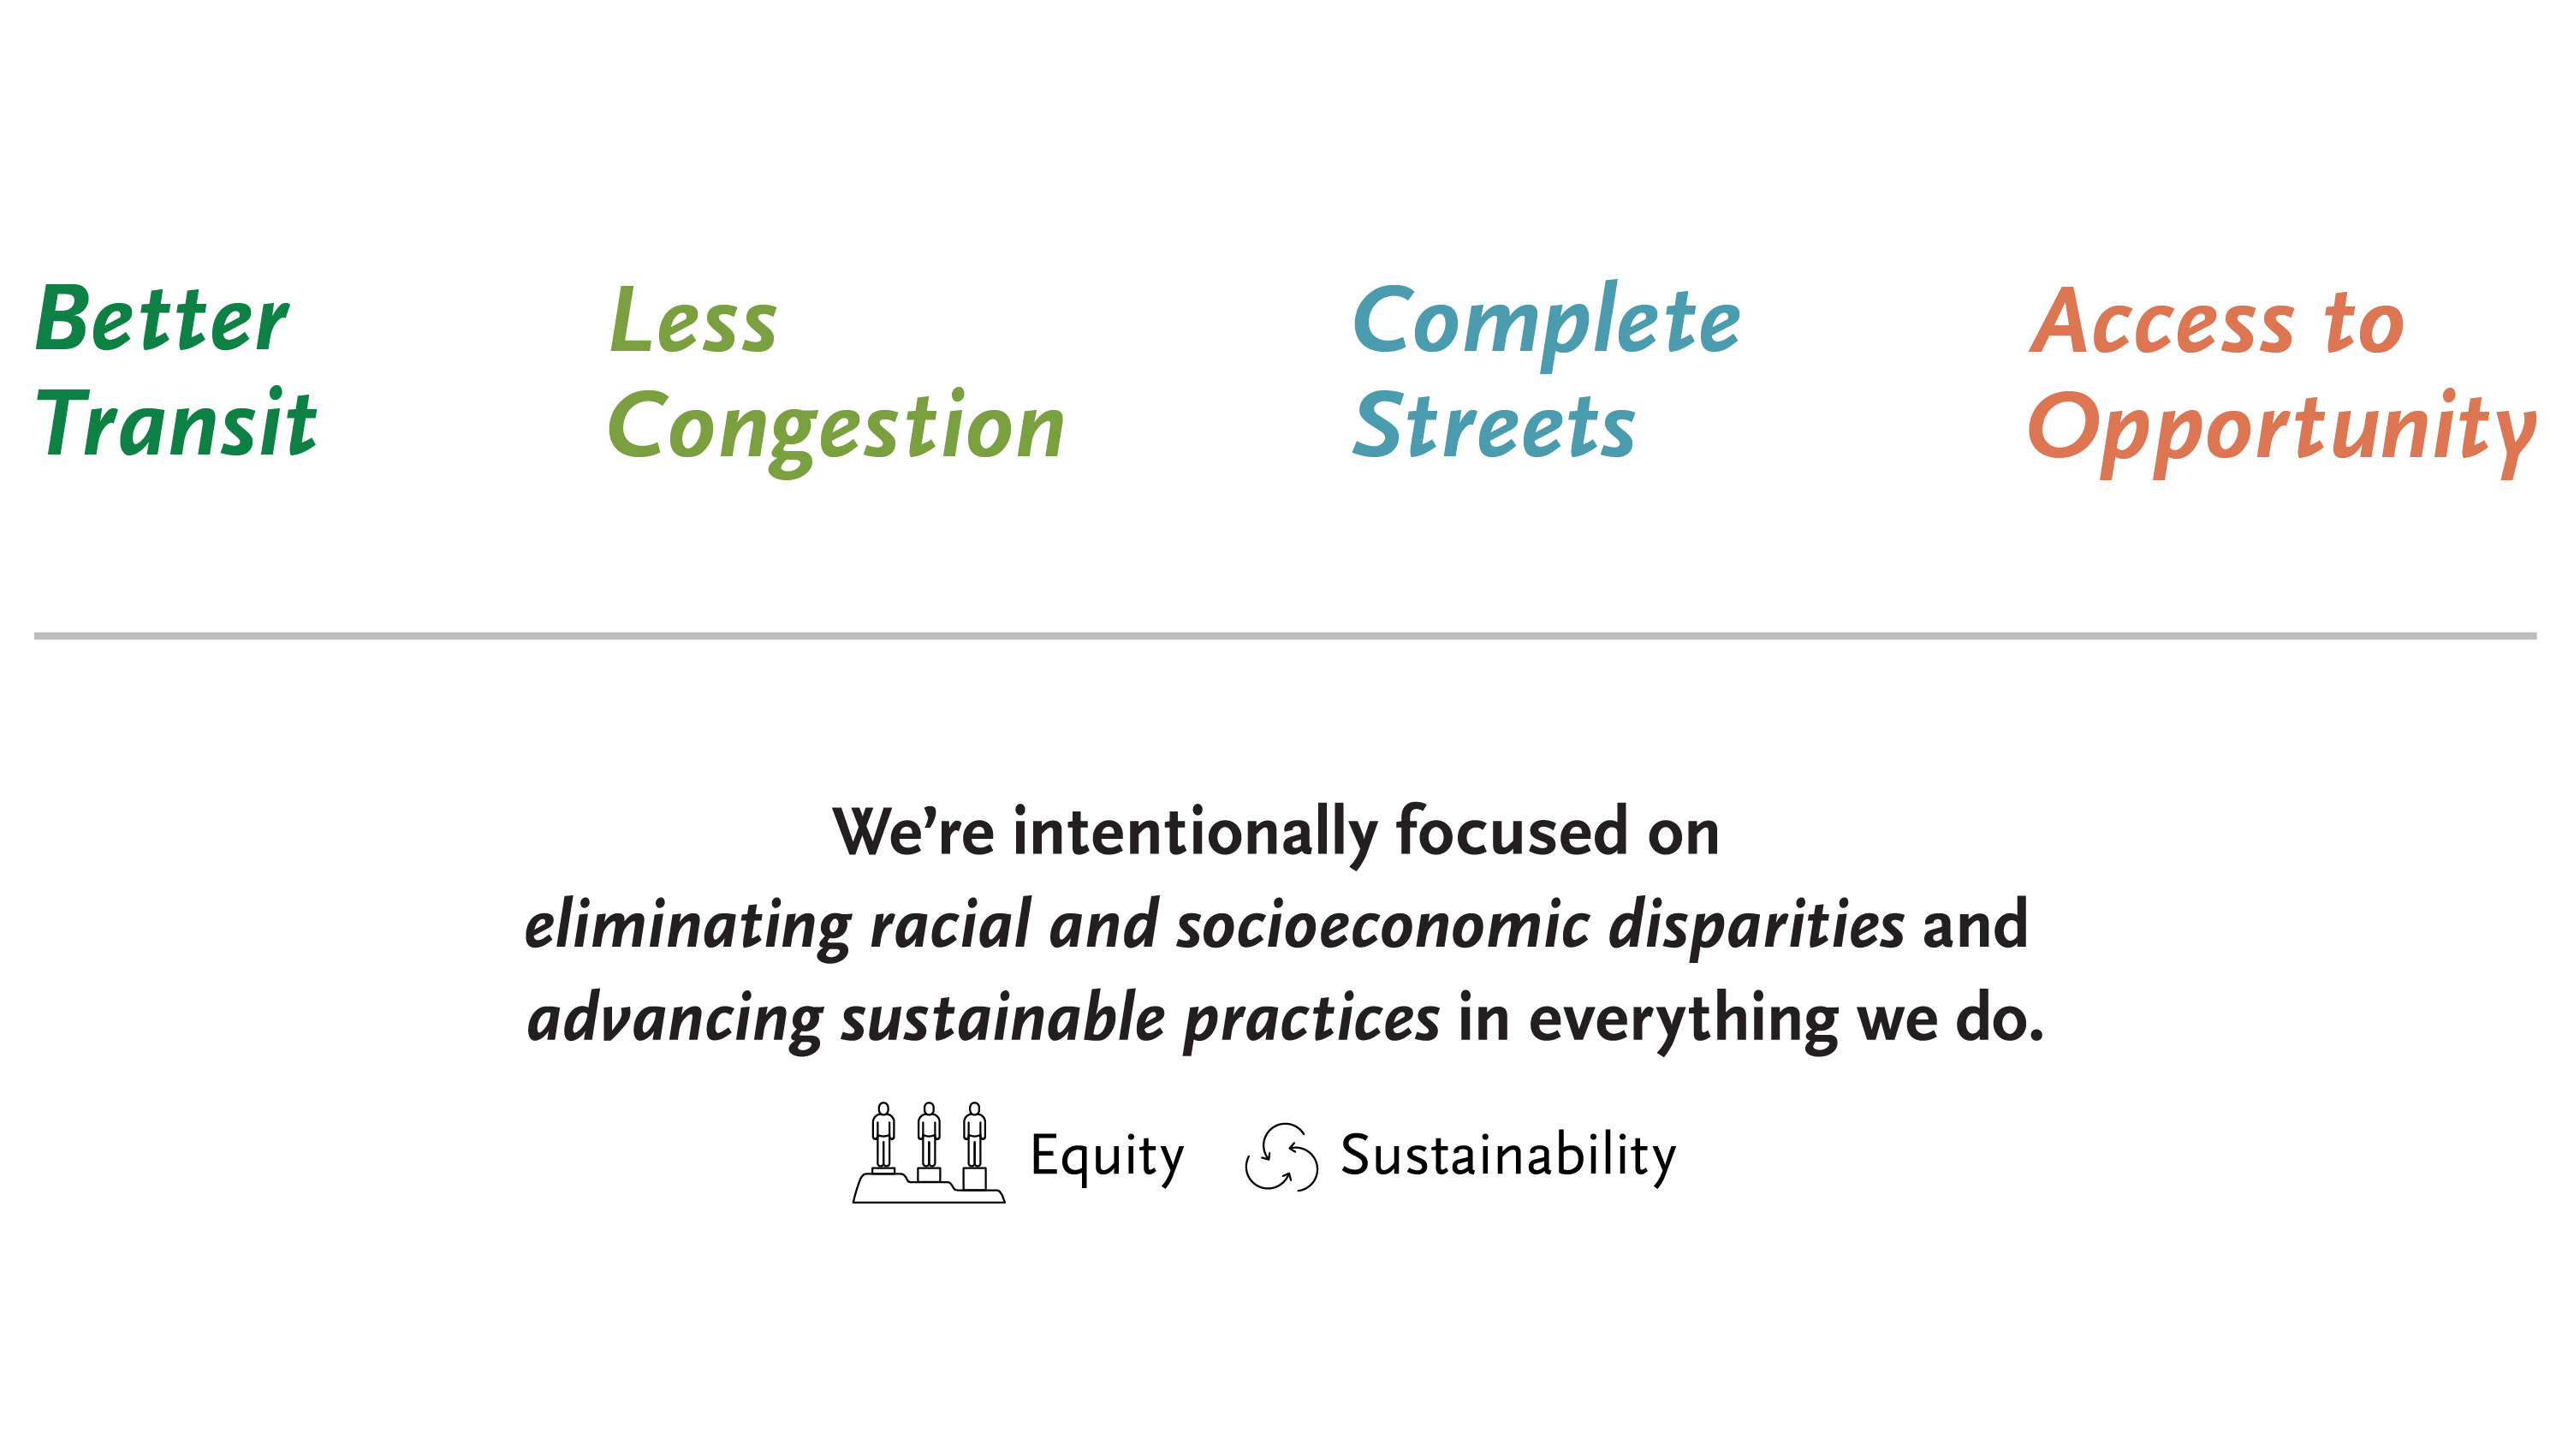 Better
Transit
Less
Congestion
Complete
Streets
Access to
Opportunity
We’re intentionally focused on
eliminating racial and socioeconomic disparities and
advancing sustainable practices in everything we do.
Equity
Sustainability